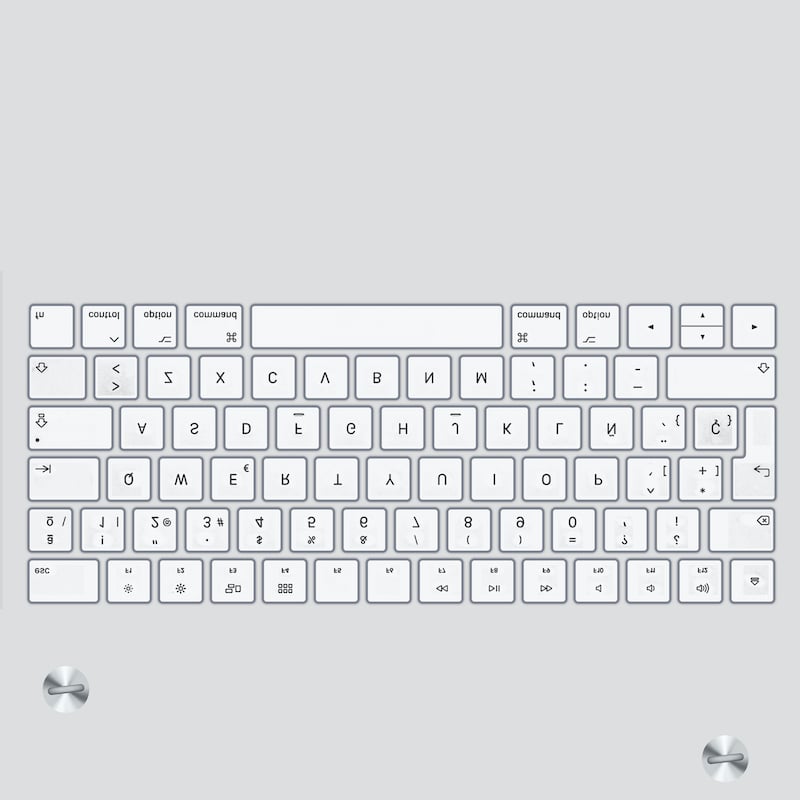 fn control ⌃ option ⌥ command ⌘ command ⌘ option ⌥ ◀ ▲ ▼ ▶
⇧ < > Z X C V B N M , ; . : - _ ⇧
⇪ A S D F G H J K L Ñ ´ { ¨ Ç }
⇥ Q W E € R T Y U I O P ` [ ^ + ] * ↵
º \ ª 1 | ! 2 @ " 3 # · 4 $ 5 % 6 & 7 / 8 ( 9 ) 0 = ' ? ¡ ¿ ⌫
esc F1 F2 F3 F4 F5 F6 F7 F8 F9 F10 F11 F12